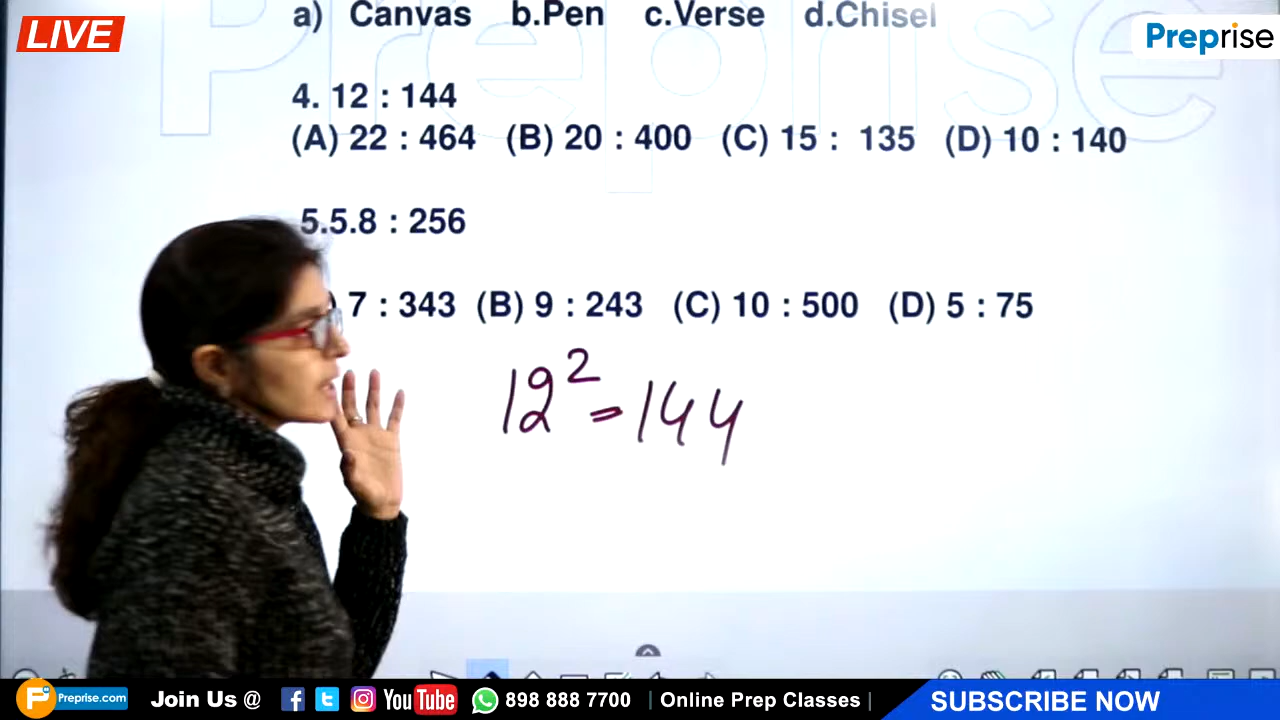 LIVE
a) Canvas b.Pen c.Verse d.Chisel
Preprise
4. 12 : 144
(A) 22 : 464 (B) 20 : 400 (C) 15 : 135 (D) 10 : 140
5.5.8 : 256
) 7 : 343 (B) 9 : 243 (C) 10 : 500 (D) 5 : 75
12² = 144
Preprise.com Join Us @ YouTube 898 888 7700 | Online Prep Classes | SUBSCRIBE NOW